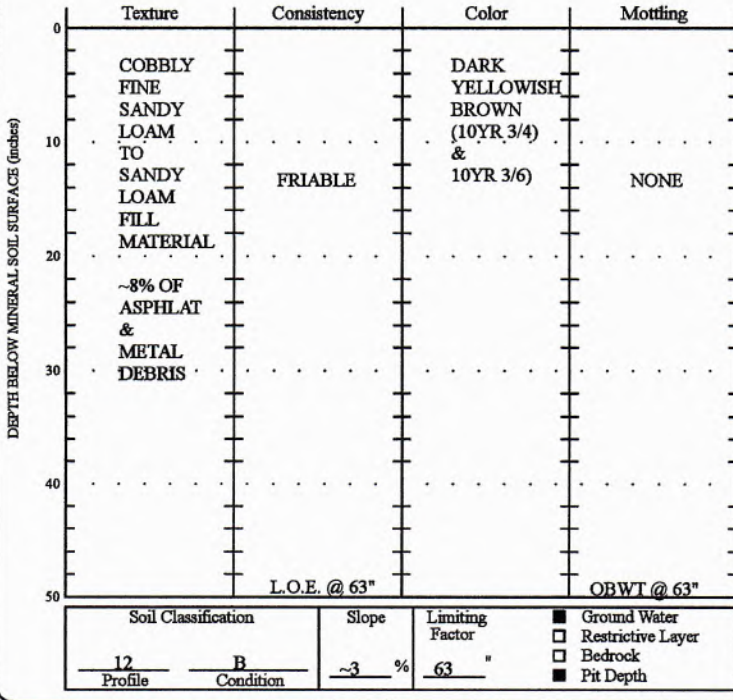 Texture Consistency Color Mottling
DEPTH BELOW MINERAL SOIL SURFACE (inches)
0
10
20
30
40
50
COBBLY
FINE
SANDY
LOAM
TO
SANDY
LOAM
FILL
MATERIAL
~8% OF
ASPHLAT
&
METAL
DEBRIS
FRIABLE
L.O.E. @ 63"
DARK
YELLOWISH
BROWN
(10YR 3/4)
&
10YR 3/6)
NONE
OBWT @ 63"
Soil Classification
12 B
Profile Condition
Slope
~3 %
Limiting
Factor
63 "
Ground Water
Restrictive Layer
Bedrock
Pit Depth